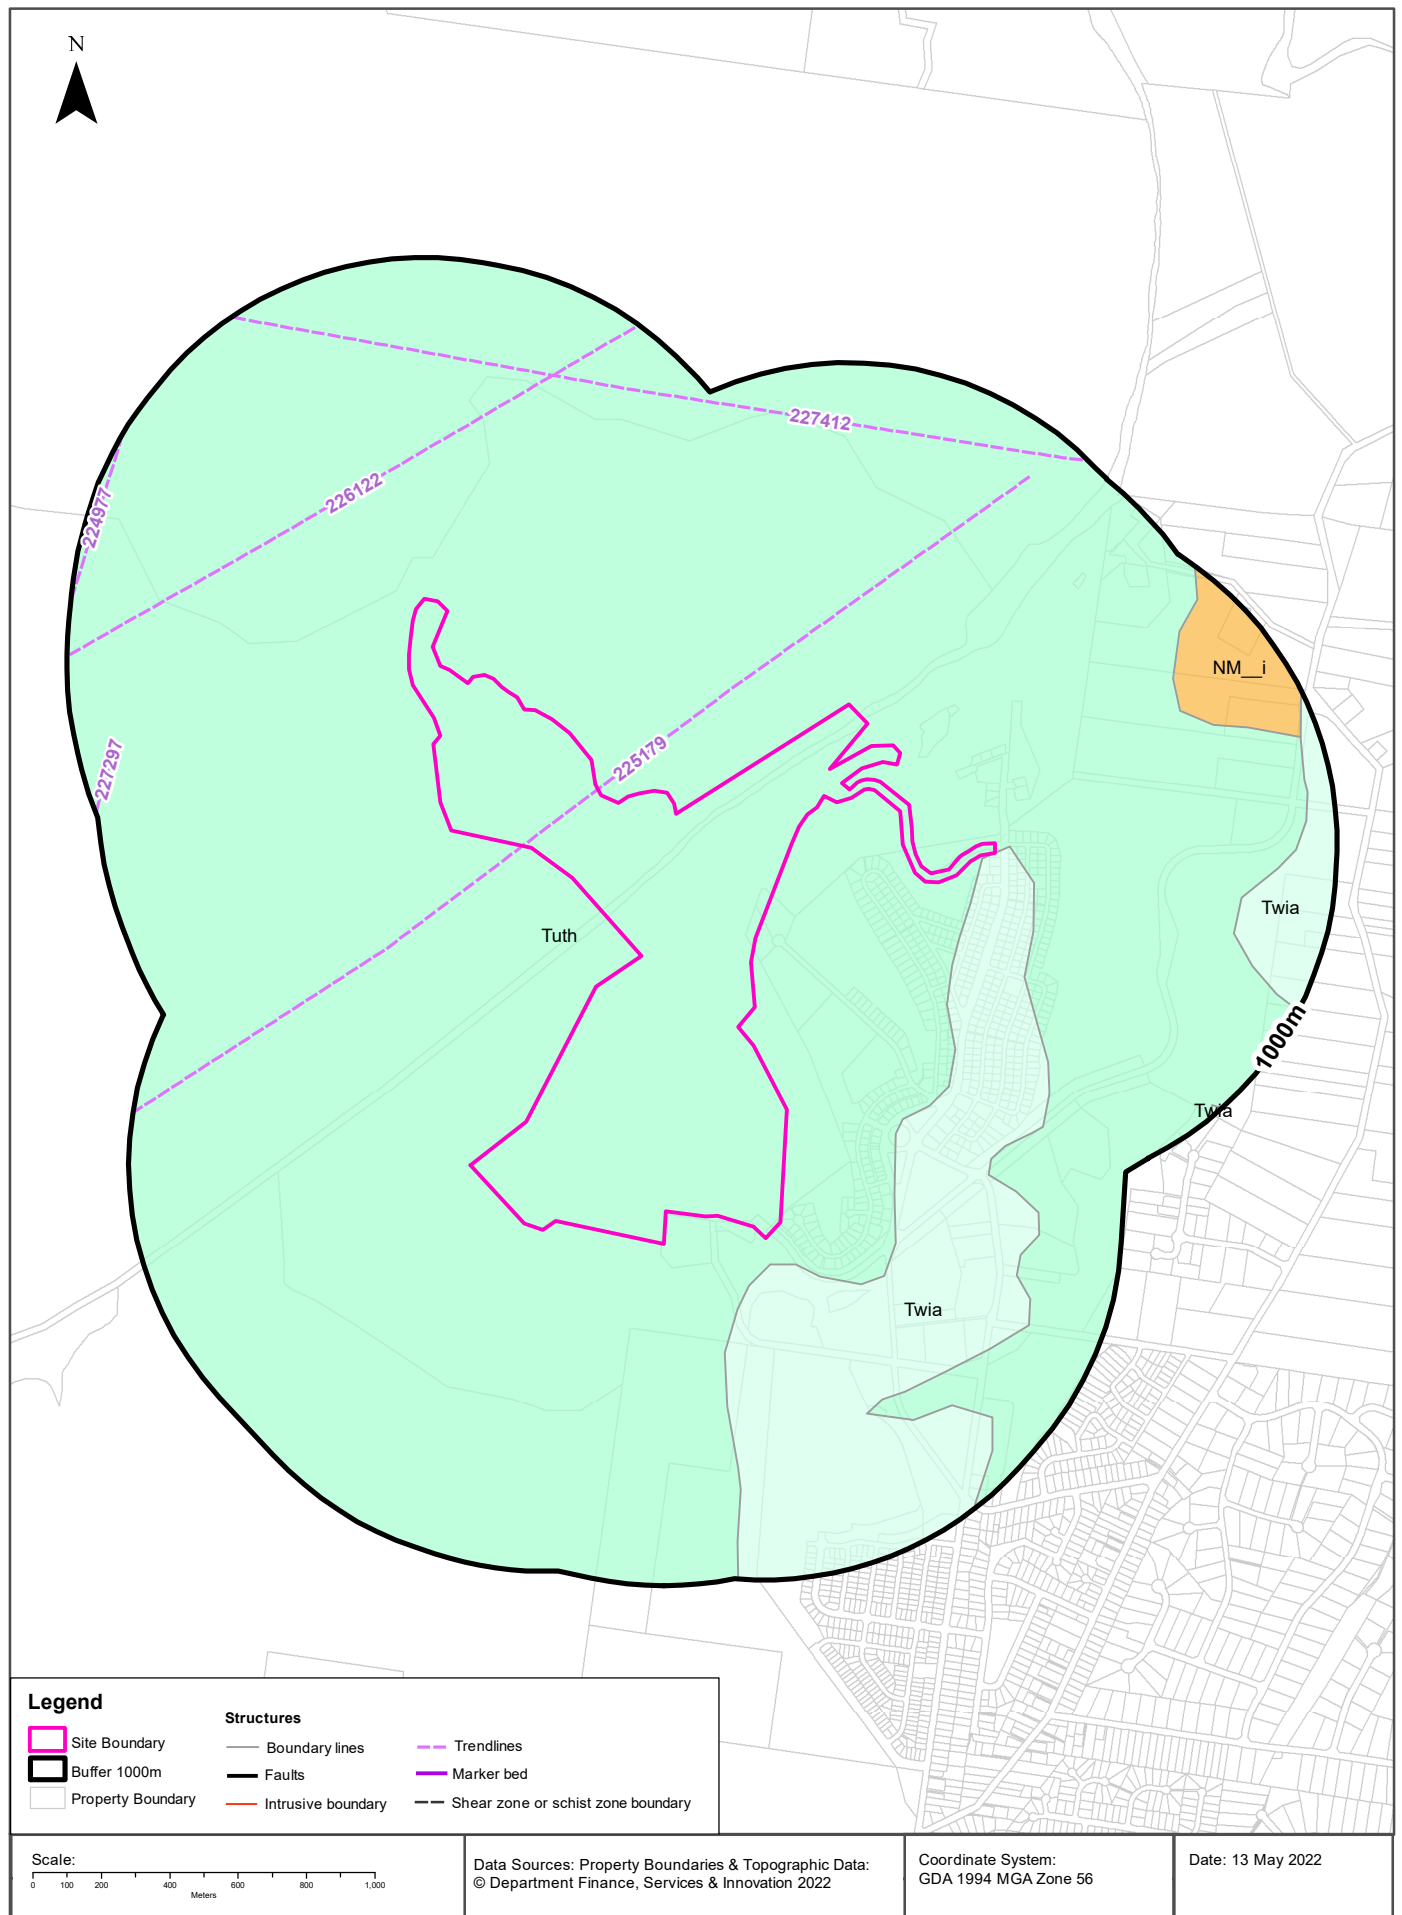 N
227412
226122
224977
NM__i
225179
227297
Twia
Tuth
1000m
Twia
Twia
Legend
Site Boundary
Buffer 1000m
Property Boundary
Structures
Boundary lines
Faults
Intrusive boundary
Trendlines
Marker bed
Shear zone or schist zone boundary
Scale:
0 100 200 400 600 800 1,000
Meters
Data Sources: Property Boundaries & Topographic Data:
© Department Finance, Services & Innovation 2022
Coordinate System:
GDA 1994 MGA Zone 56
Date: 13 May 2022